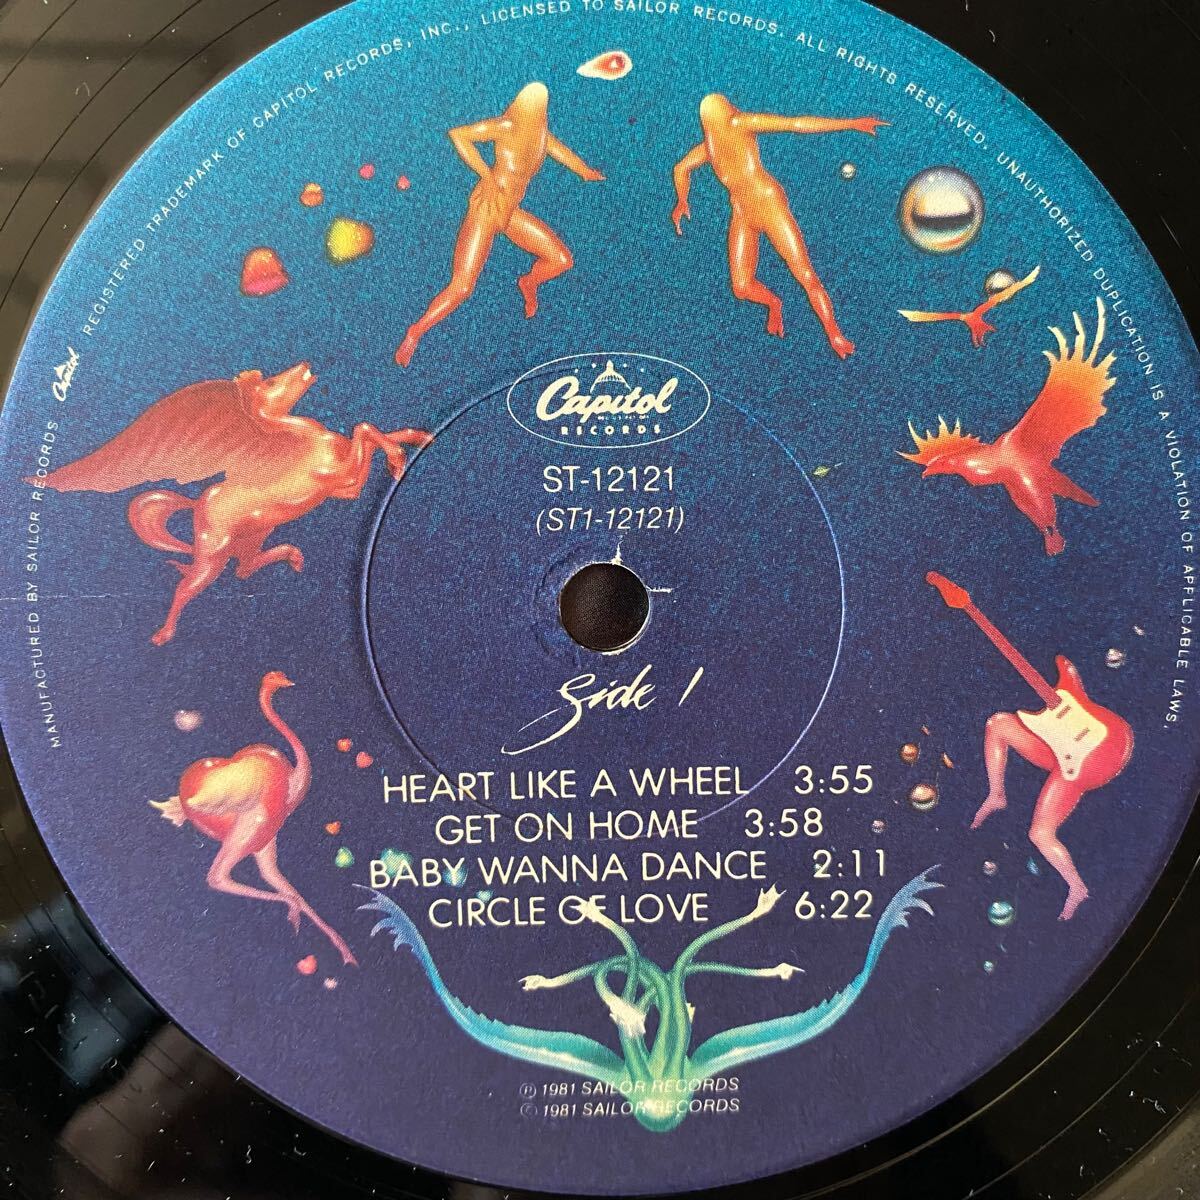 MANUFACTURED BY SAILOR RECORDS Capitol REGISTERED TRADEMARK OF CAPITOL RECORDS, INC., LICENSED TO SAILOR RECORDS. ALL RIGHTS RESERVED. UNAUTHORIZED DUPLICATION IS A VIOLATION OF APPLICABLE LAWS.
Capitol
RECORDS
ST-12121
(ST1-12121)
Side 1
HEART LIKE A WHEEL 3:55
GET ON HOME 3:58
BABY WANNA DANCE 2:11
CIRCLE OF LOVE 6:22
℗ 1981 SAILOR RECORDS
© 1981 SAILOR RECORDS